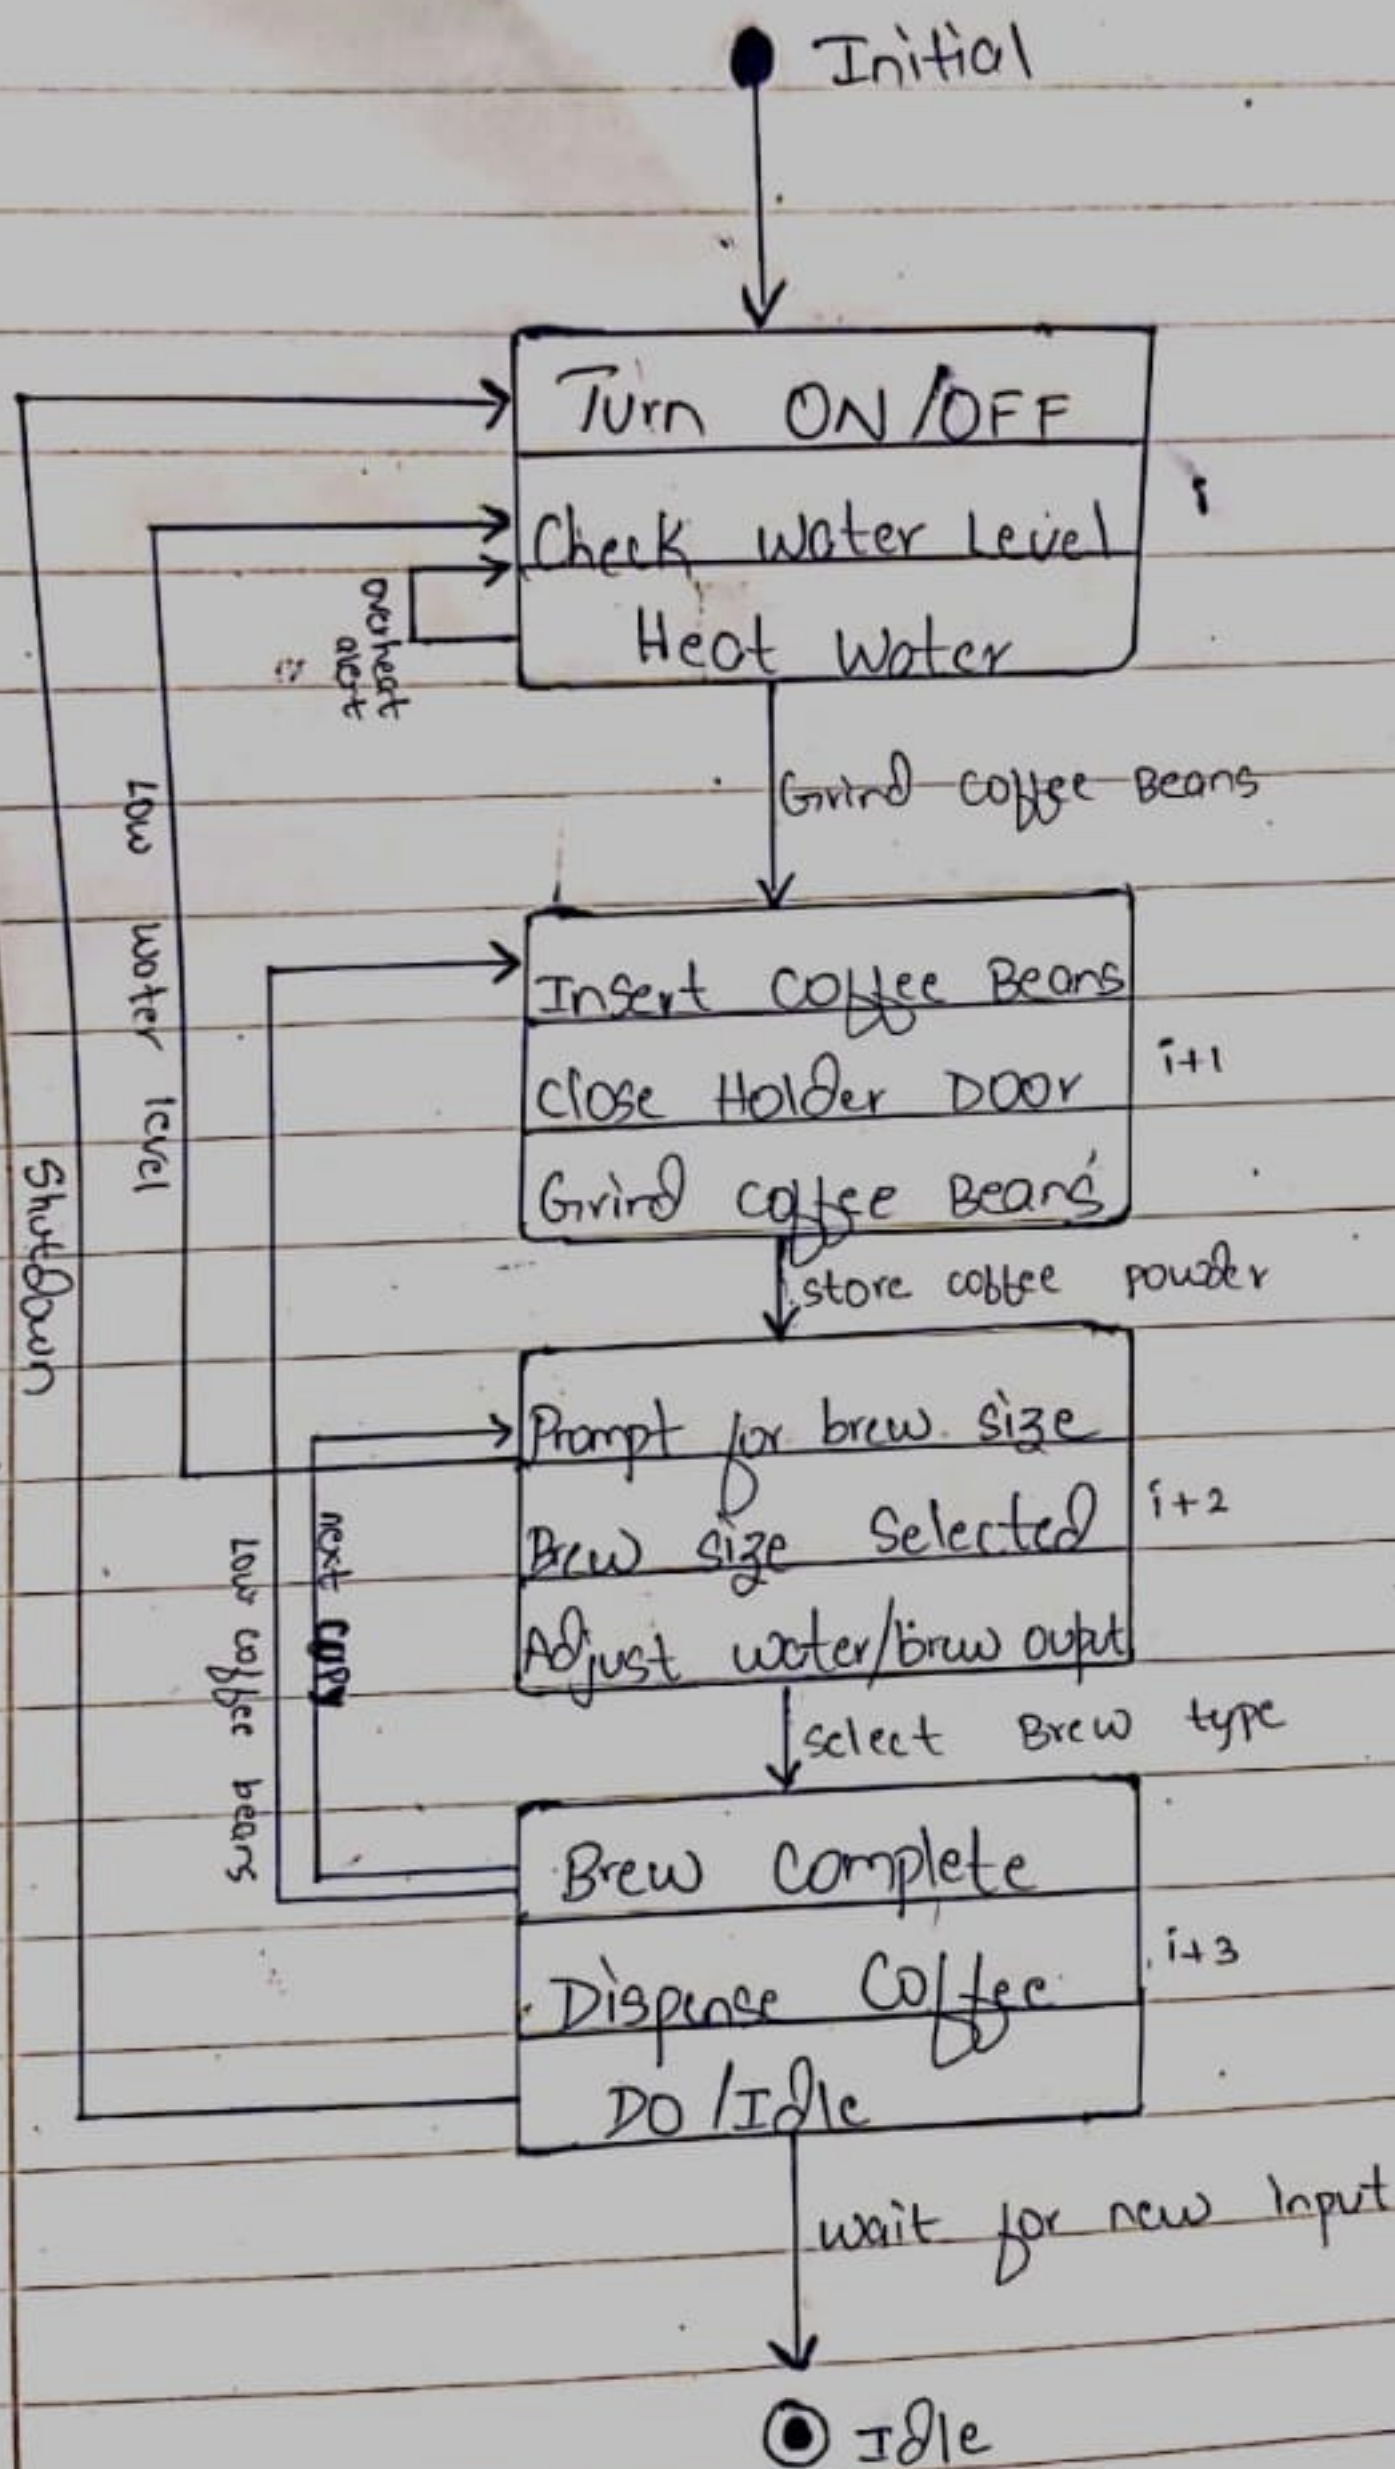 Initial
Turn ON/OFF
Check water Level
i
overheat
alert
Heat Water
Grind coffee Beans
Low water level
Insert coffee Beans
Close Holder Door
i+1
Grind coffee Beans
Shutdown
store coffee powder
Prompt for brew size
i+2
Brew size Selected
next cup
Low coffee beans
Adjust water/brew ouput
select Brew type
Brew Complete
i+3
Dispense Coffee
DO/Idle
wait for new Input
Idle